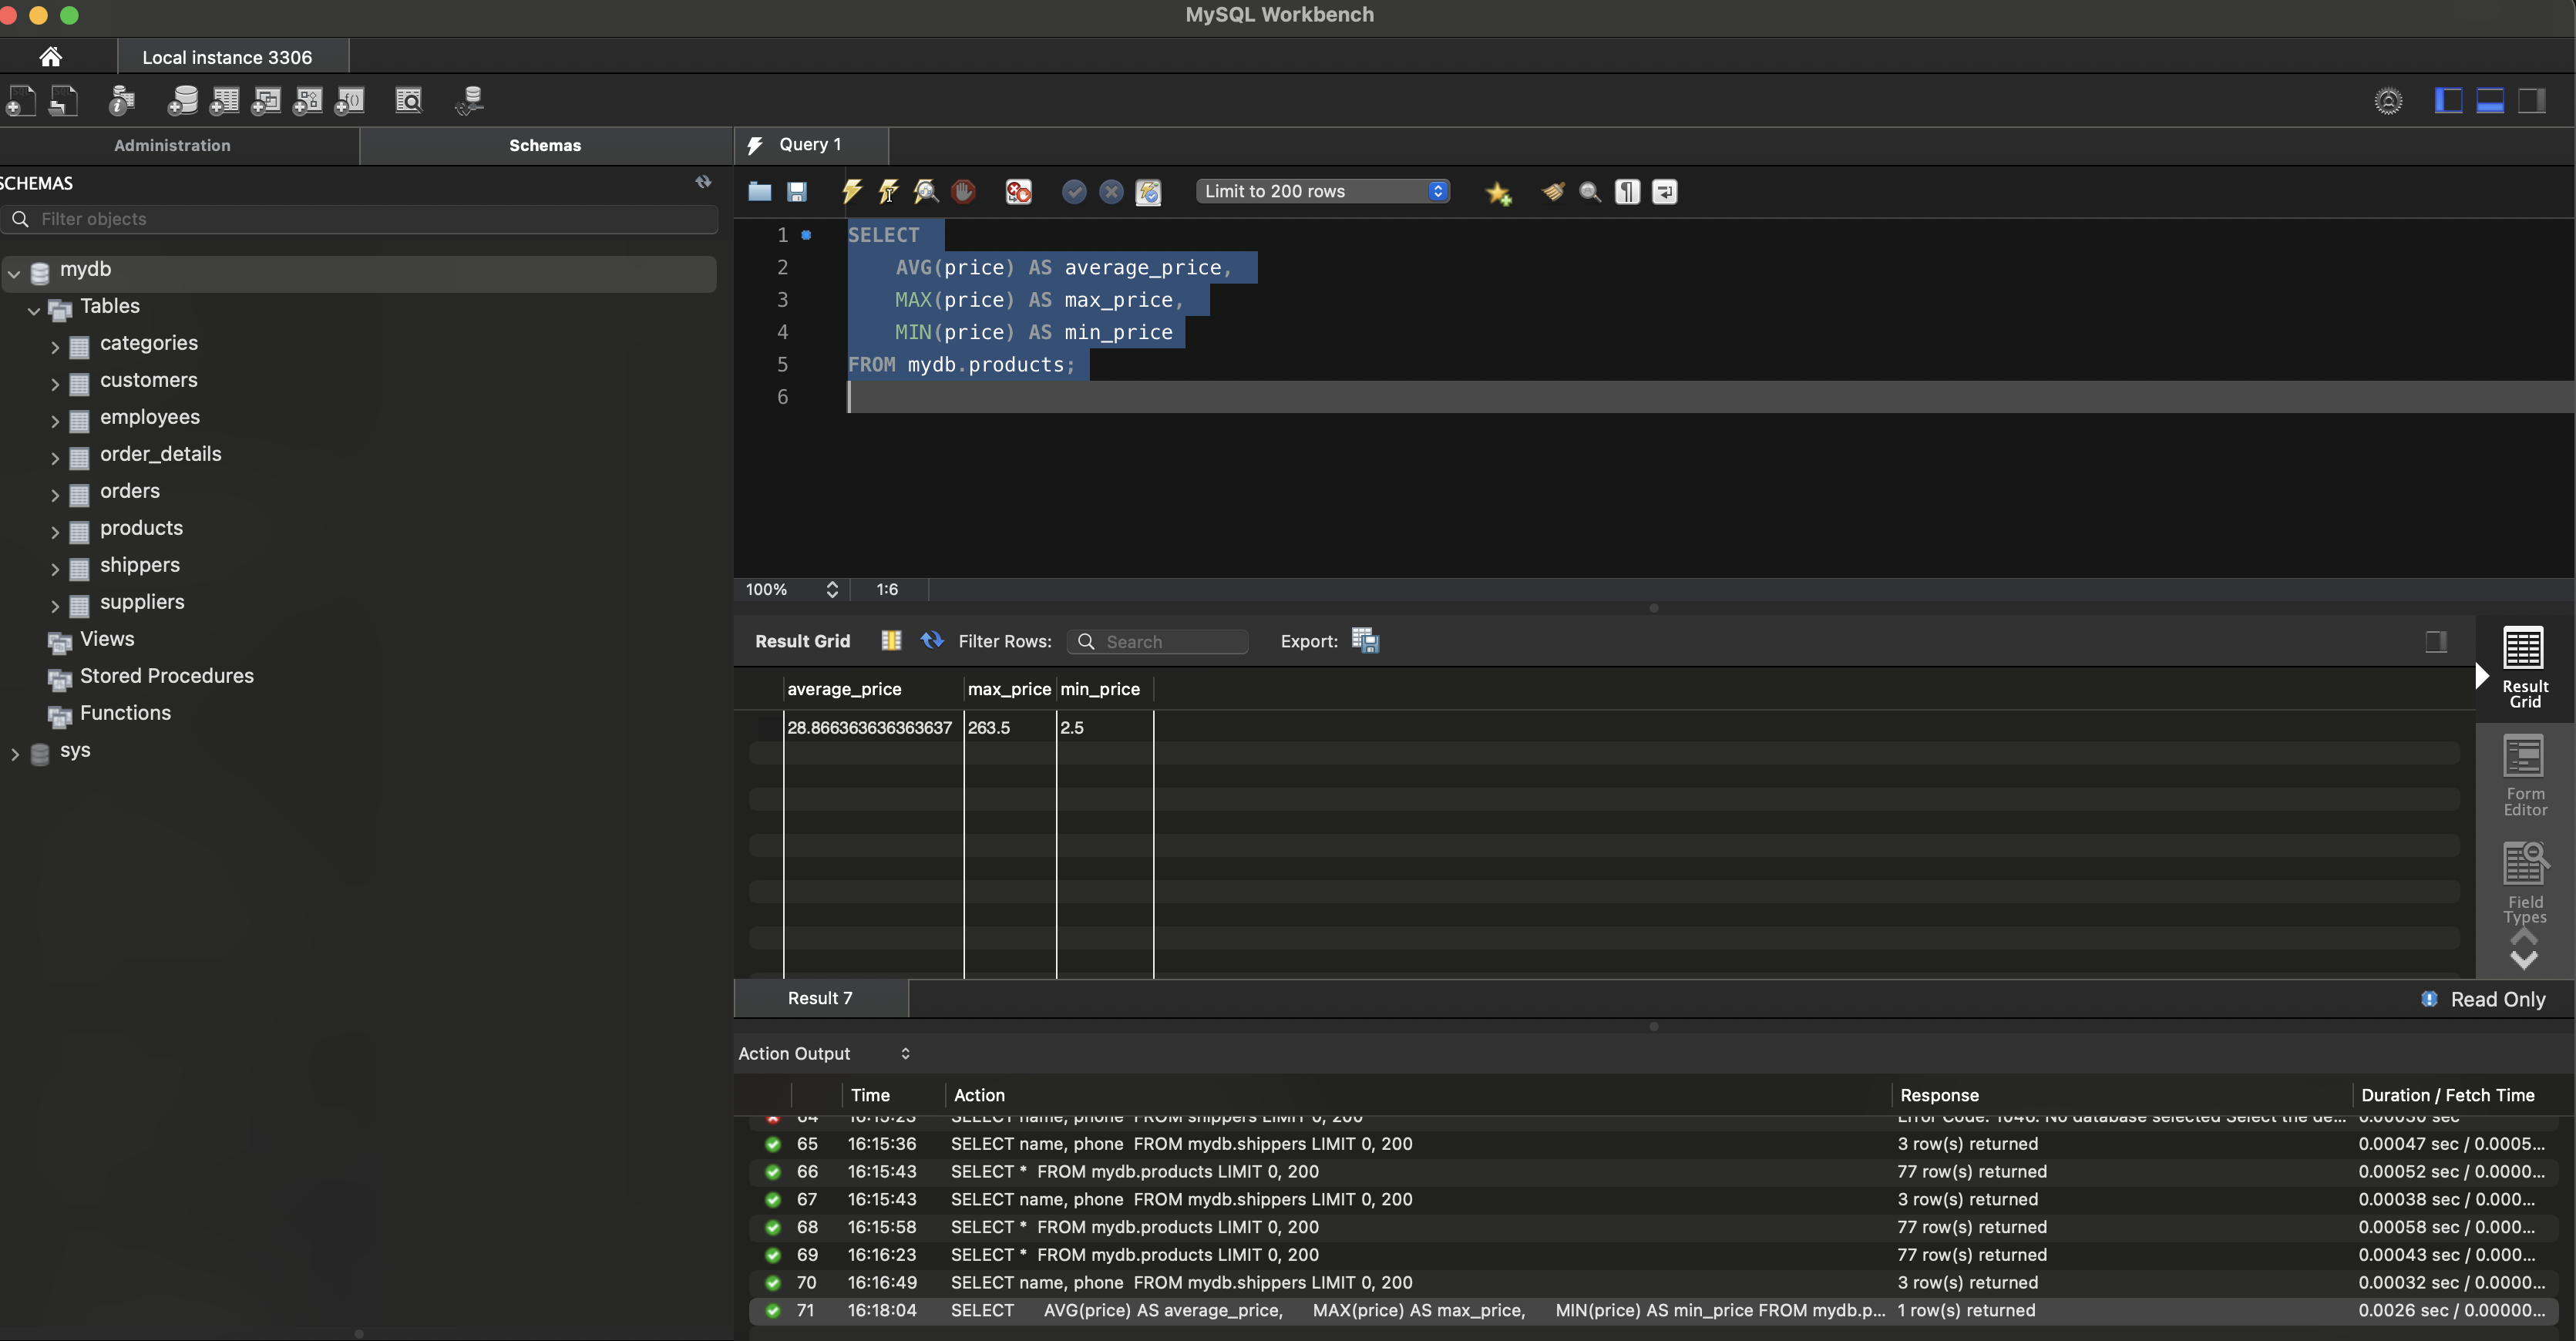 MySQL Workbench
Local instance 3306
Administration
Schemas
SCHEMAS
Filter objects
mydb
Tables
categories
customers
employees
order_details
orders
products
shippers
suppliers
Views
Stored Procedures
Functions
sys
Query 1
Limit to 200 rows
1 SELECT
2 AVG(price) AS average_price,
3 MAX(price) AS max_price,
4 MIN(price) AS min_price
5 FROM mydb.products;
6
100% 1:6
Result Grid Filter Rows: Search Export:
average_price max_price min_price
28.866363636363637 263.5 2.5
Result
Grid
Form
Editor
Field
Types
Result 7
Read Only
Action Output
Time Action Response Duration / Fetch Time
64 16:15:23 SELECT name, phone FROM shippers LIMIT 0, 200 Error Code: 1046. No database selected Select the de... 0.00030 sec
65 16:15:36 SELECT name, phone FROM mydb.shippers LIMIT 0, 200 3 row(s) returned 0.00047 sec / 0.0005...
66 16:15:43 SELECT * FROM mydb.products LIMIT 0, 200 77 row(s) returned 0.00052 sec / 0.0000...
67 16:15:43 SELECT name, phone FROM mydb.shippers LIMIT 0, 200 3 row(s) returned 0.00038 sec / 0.000...
68 16:15:58 SELECT * FROM mydb.products LIMIT 0, 200 77 row(s) returned 0.00058 sec / 0.000...
69 16:16:23 SELECT * FROM mydb.products LIMIT 0, 200 77 row(s) returned 0.00043 sec / 0.000...
70 16:16:49 SELECT name, phone FROM mydb.shippers LIMIT 0, 200 3 row(s) returned 0.00032 sec / 0.0000...
71 16:18:04 SELECT AVG(price) AS average_price, MAX(price) AS max_price, MIN(price) AS min_price FROM mydb.p... 1 row(s) returned 0.0026 sec / 0.00000...